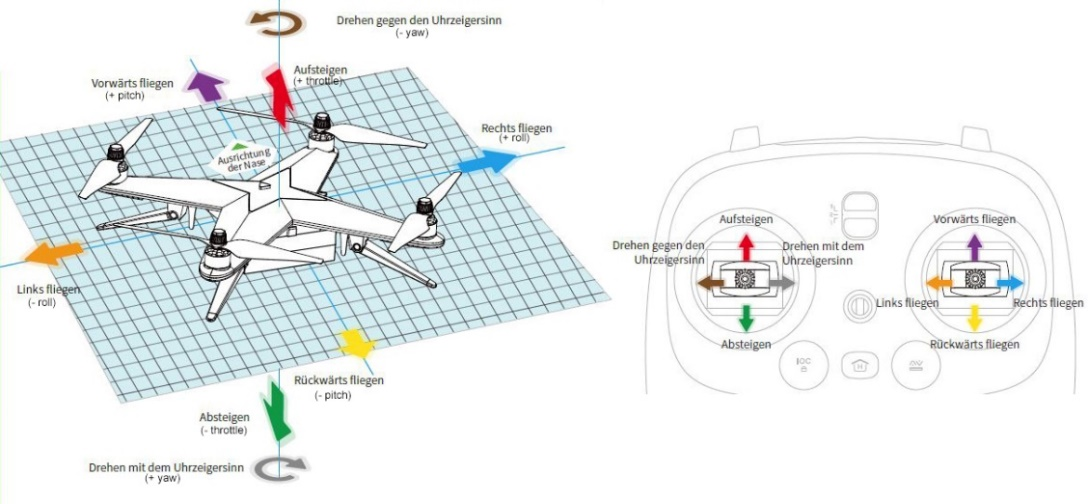 Drehen gegen den Uhrzeigersinn
(- yaw)
Aufsteigen
(+ throttle)
Vorwärts fliegen
(+ pitch)
Rechts fliegen
(+ roll)
Ausrichtung
der Nase
Links fliegen
(- roll)
Rückwärts fliegen
(- pitch)
Absteigen
(- throttle)
Drehen mit dem Uhrzeigersinn
(+ yaw)
Aufsteigen
Drehen gegen den
Uhrzeigersinn
Drehen mit dem
Uhrzeigersinn
Absteigen
Vorwärts fliegen
Links fliegen
Rechts fliegen
Rückwärts fliegen
IOC
H